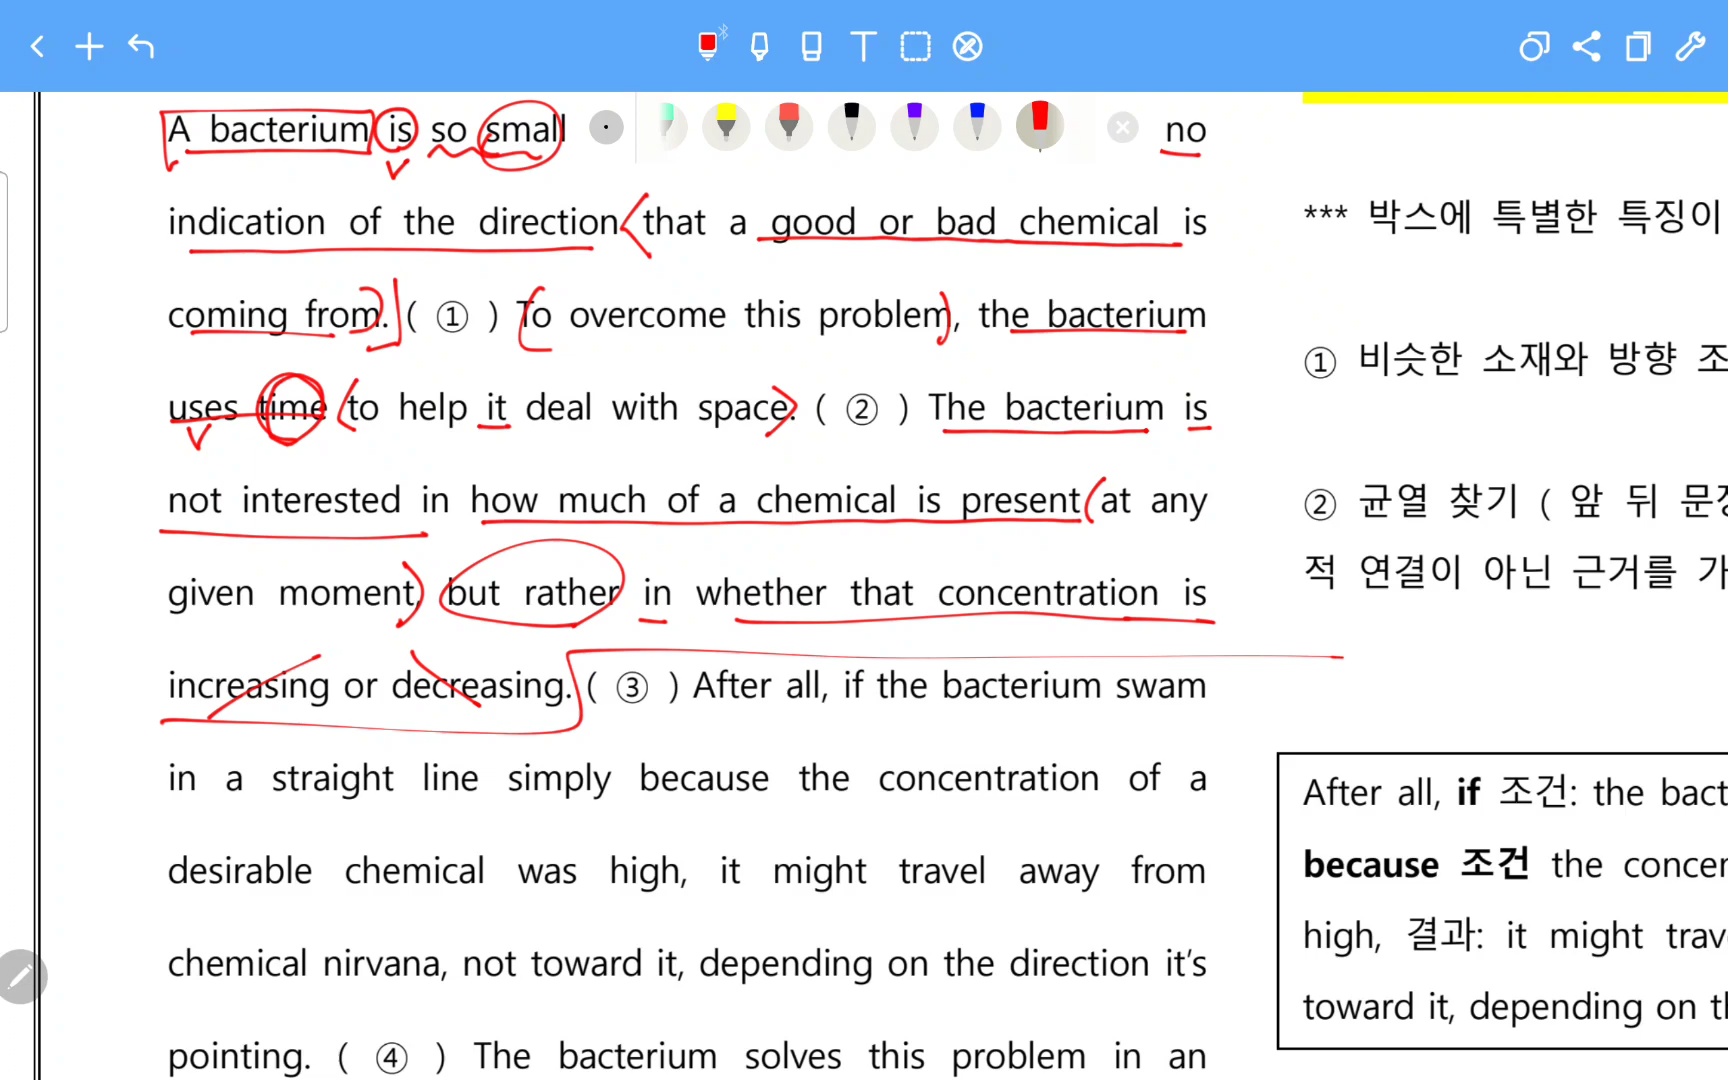 A bacterium is so small no
indication of the direction that a good or bad chemical is
coming from. ( ① ) To overcome this problem, the bacterium
uses time to help it deal with space. ( ② ) The bacterium is
not interested in how much of a chemical is present at any
given moment, but rather in whether that concentration is
increasing or decreasing. ( ③ ) After all, if the bacterium swam
in a straight line simply because the concentration of a
desirable chemical was high, it might travel away from
chemical nirvana, not toward it, depending on the direction it's
pointing. ( ④ ) The bacterium solves this problem in an
*** 박스에 특별한 특징이
① 비슷한 소재와 방향 조
② 균열 찾기 ( 앞 뒤 문장
적 연결이 아닌 근거를 가
After all, if 조건: the bact
because 조건 the concer
high, 결과: it might trav
toward it, depending on th